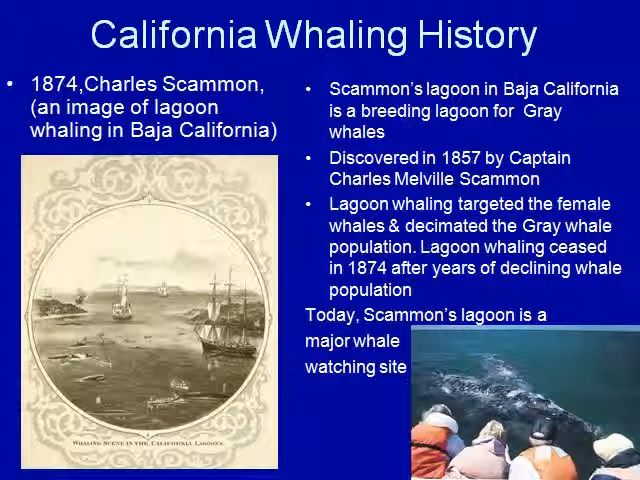 California Whaling History
• 1874,Charles Scammon,
(an image of lagoon
whaling in Baja California)
WHALING SCENE IN THE CALIFORNIA LAGOONS
• Scammon's lagoon in Baja California
is a breeding lagoon for Gray
whales
• Discovered in 1857 by Captain
Charles Melville Scammon
• Lagoon whaling targeted the female
whales & decimated the Gray whale
population. Lagoon whaling ceased
in 1874 after years of declining whale
population
Today, Scammon's lagoon is a
major whale
watching site